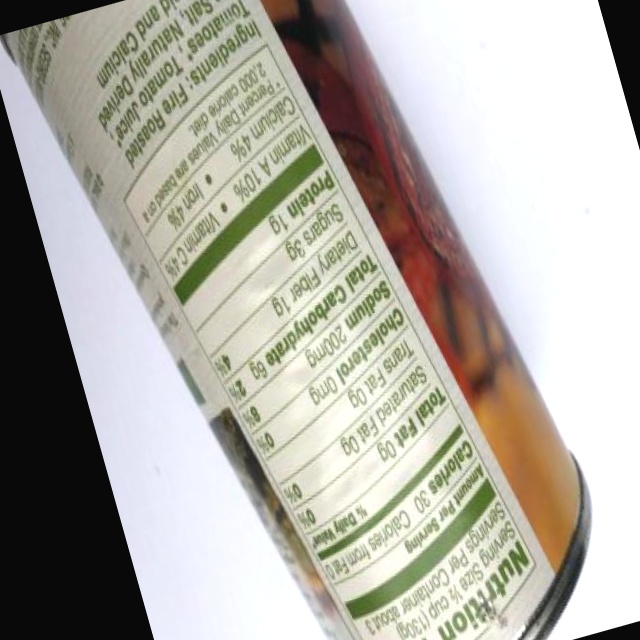 Nutrition
Serving Size ½ cup (130g)
Servings Per Container about 3
Amount Per Serving
Calories 30 Calories from Fat 0
% Daily Value*
Total Fat 0g 0%
Saturated Fat 0g 0%
Trans Fat 0g
Cholesterol 0mg 0%
Sodium 200mg 8%
Total Carbohydrate 6g 2%
Dietary Fiber 1g 4%
Sugars 3g
Protein 1g
Vitamin A 10% • Vitamin C 4%
Calcium 4% • Iron 4%
*Percent Daily Values are based on a
2,000 calorie diet.
Ingredients: Fire Roasted
Tomatoes*, Tomato Juice*,
Salt, Naturally Derived
and Calcium